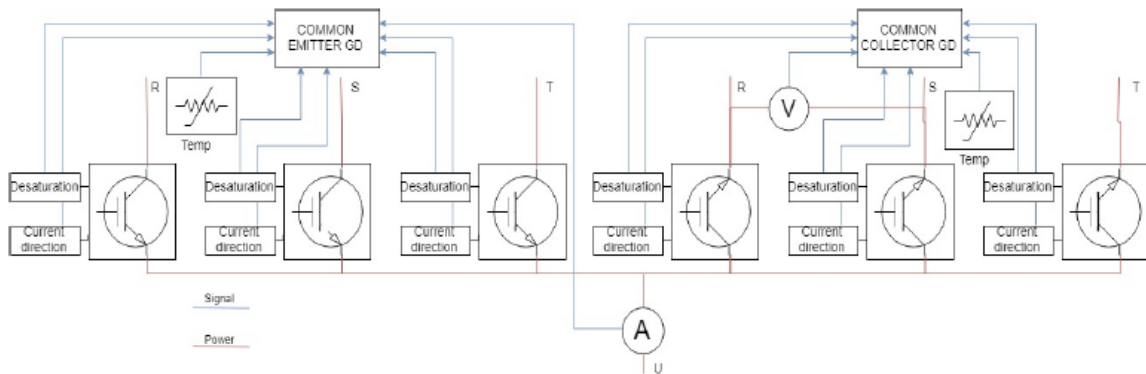 COMMON
EMITTER GD
COMMON
COLLECTOR GD
R
S
T
R
S
T
V
Temp
Temp
Desaturation
Desaturation
Desaturation
Desaturation
Desaturation
Desaturation
Current
direction
Current
direction
Current
direction
Current
direction
Current
direction
Current
direction
Signal
Power
A
U